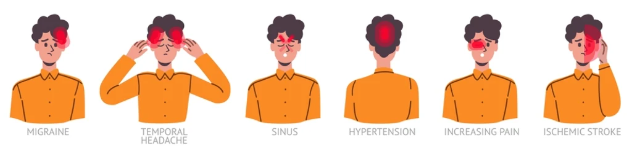 MIGRAINE
TEMPORAL
HEADACHE
SINUS
HYPERTENSION
INCREASING PAIN
ISCHEMIC STROKE